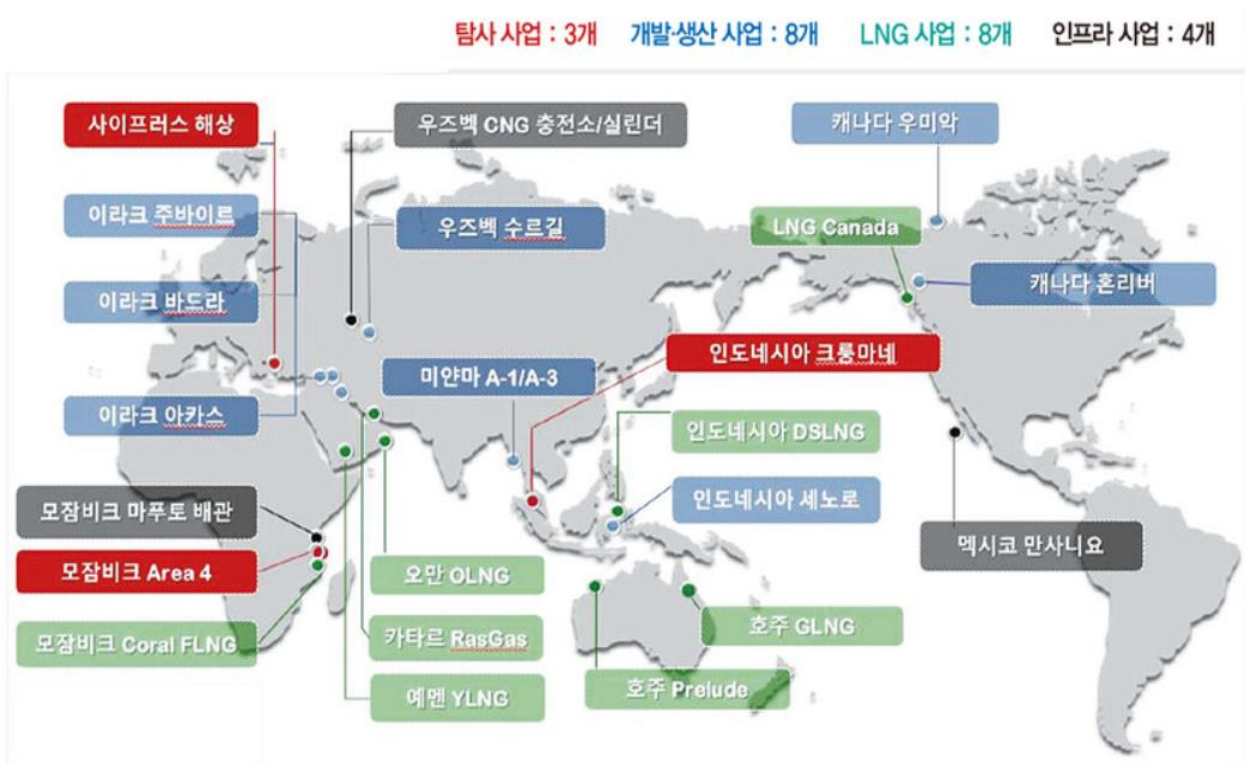 탐사 사업 : 3개 개발·생산 사업 : 8개 LNG 사업 : 8개 인프라 사업 : 4개
사이프러스 해상
우즈벡 CNG 충전소/실린더
캐나다 우미악
이라크 주바이르
우즈벡 수르길
LNG Canada
이라크 바드라
캐나다 혼리버
인도네시아 크룽마네
미얀마 A-1/A-3
이라크 아카스
인도네시아 DSLNG
모잠비크 마푸토 배관
인도네시아 세노로
멕시코 만사니요
모잠비크 Area 4
오만 OLNG
모잠비크 Coral FLNG
카타르 RasGas
호주 GLNG
예멘 YLNG
호주 Prelude